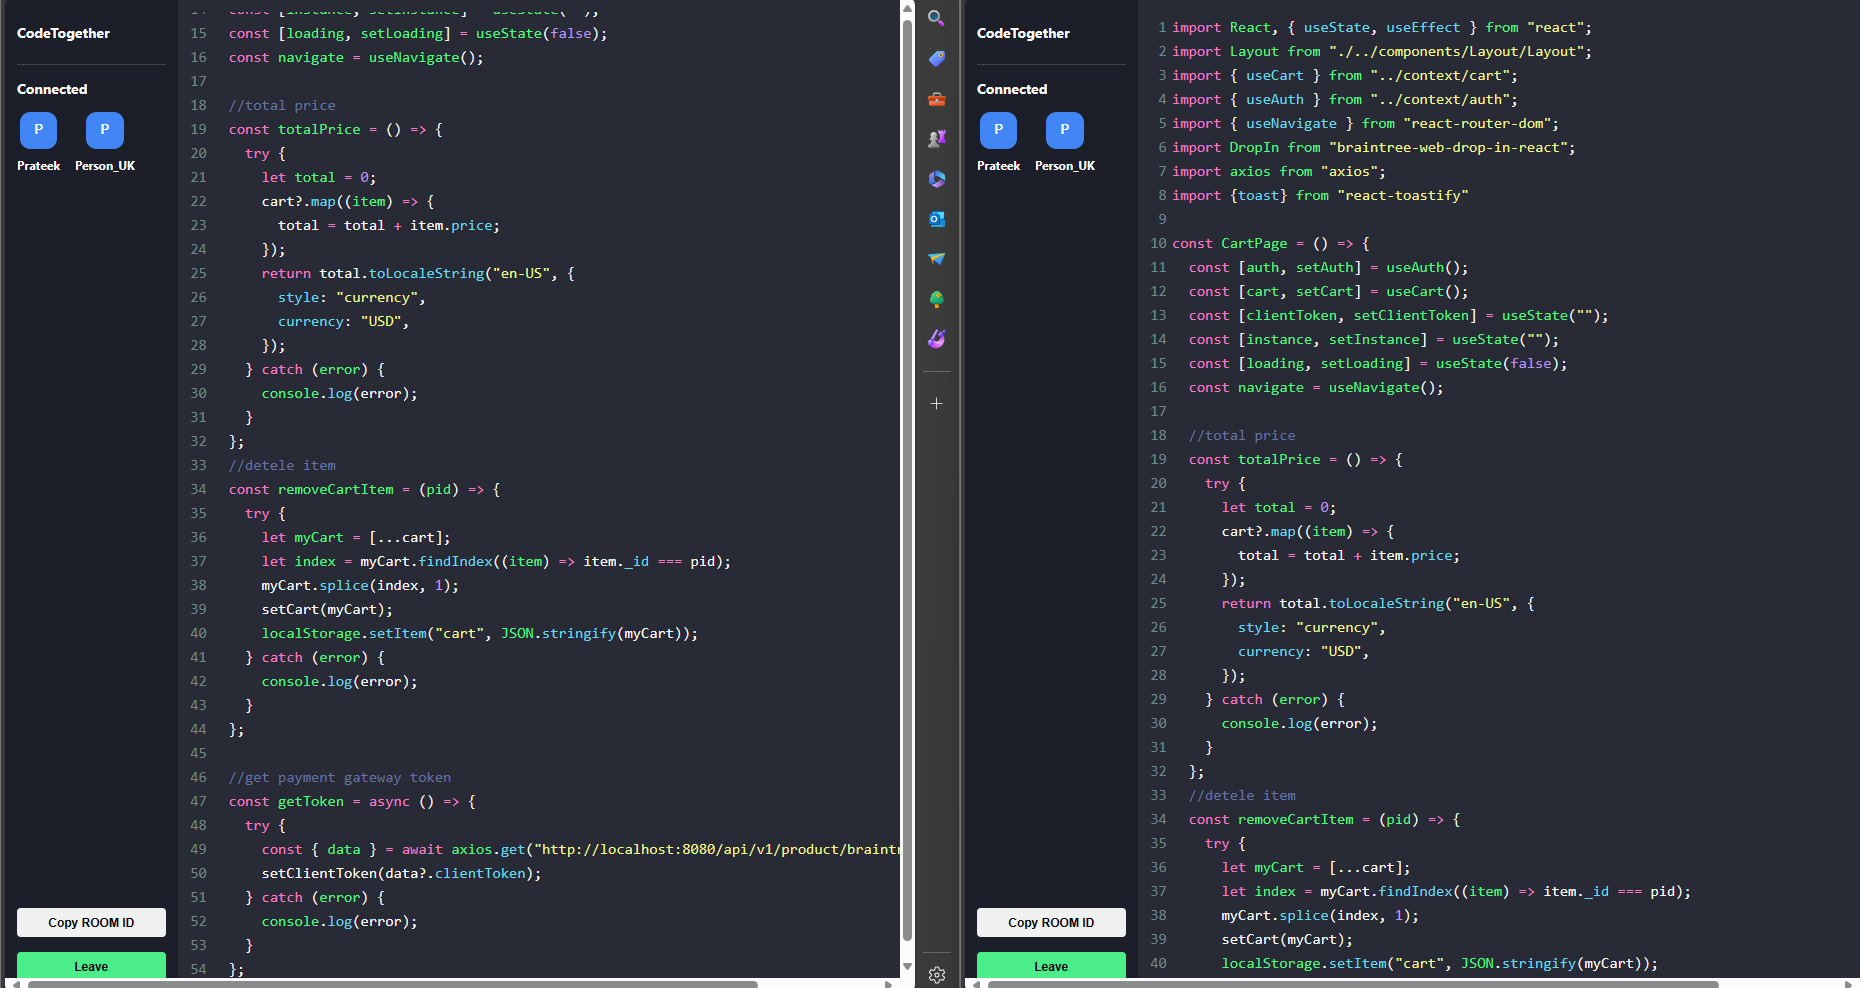 CodeTogether
Connected
P
P
Prateek
Person_UK
Copy ROOM ID
Leave
15 const [loading, setLoading] = useState(false);
16 const navigate = useNavigate();
17
18 //total price
19 const totalPrice = () => {
20 try {
21 let total = 0;
22 cart?.map((item) => {
23 total = total + item.price;
24 });
25 return total.toLocaleString("en-US", {
26 style: "currency",
27 currency: "USD",
28 });
29 } catch (error) {
30 console.log(error);
31 }
32 };
33 //detele item
34 const removeCartItem = (pid) => {
35 try {
36 let myCart = [...cart];
37 let index = myCart.findIndex((item) => item._id === pid);
38 myCart.splice(index, 1);
39 setCart(myCart);
40 localStorage.setItem("cart", JSON.stringify(myCart));
41 } catch (error) {
42 console.log(error);
43 }
44 };
45
46 //get payment gateway token
47 const getToken = async () => {
48 try {
49 const { data } = await axios.get("http://localhost:8080/api/v1/product/braintr
50 setClientToken(data?.clientToken);
51 } catch (error) {
52 console.log(error);
53 }
54 };
CodeTogether
Connected
P
P
Prateek
Person_UK
Copy ROOM ID
Leave
1 import React, { useState, useEffect } from "react";
2 import Layout from "./../components/Layout/Layout";
3 import { useCart } from "../context/cart";
4 import { useAuth } from "../context/auth";
5 import { useNavigate } from "react-router-dom";
6 import DropIn from "braintree-web-drop-in-react";
7 import axios from "axios";
8 import {toast} from "react-toastify"
9
10 const CartPage = () => {
11 const [auth, setAuth] = useAuth();
12 const [cart, setCart] = useCart();
13 const [clientToken, setClientToken] = useState("");
14 const [instance, setInstance] = useState("");
15 const [loading, setLoading] = useState(false);
16 const navigate = useNavigate();
17
18 //total price
19 const totalPrice = () => {
20 try {
21 let total = 0;
22 cart?.map((item) => {
23 total = total + item.price;
24 });
25 return total.toLocaleString("en-US", {
26 style: "currency",
27 currency: "USD",
28 });
29 } catch (error) {
30 console.log(error);
31 }
32 };
33 //detele item
34 const removeCartItem = (pid) => {
35 try {
36 let myCart = [...cart];
37 let index = myCart.findIndex((item) => item._id === pid);
38 myCart.splice(index, 1);
39 setCart(myCart);
40 localStorage.setItem("cart", JSON.stringify(myCart));